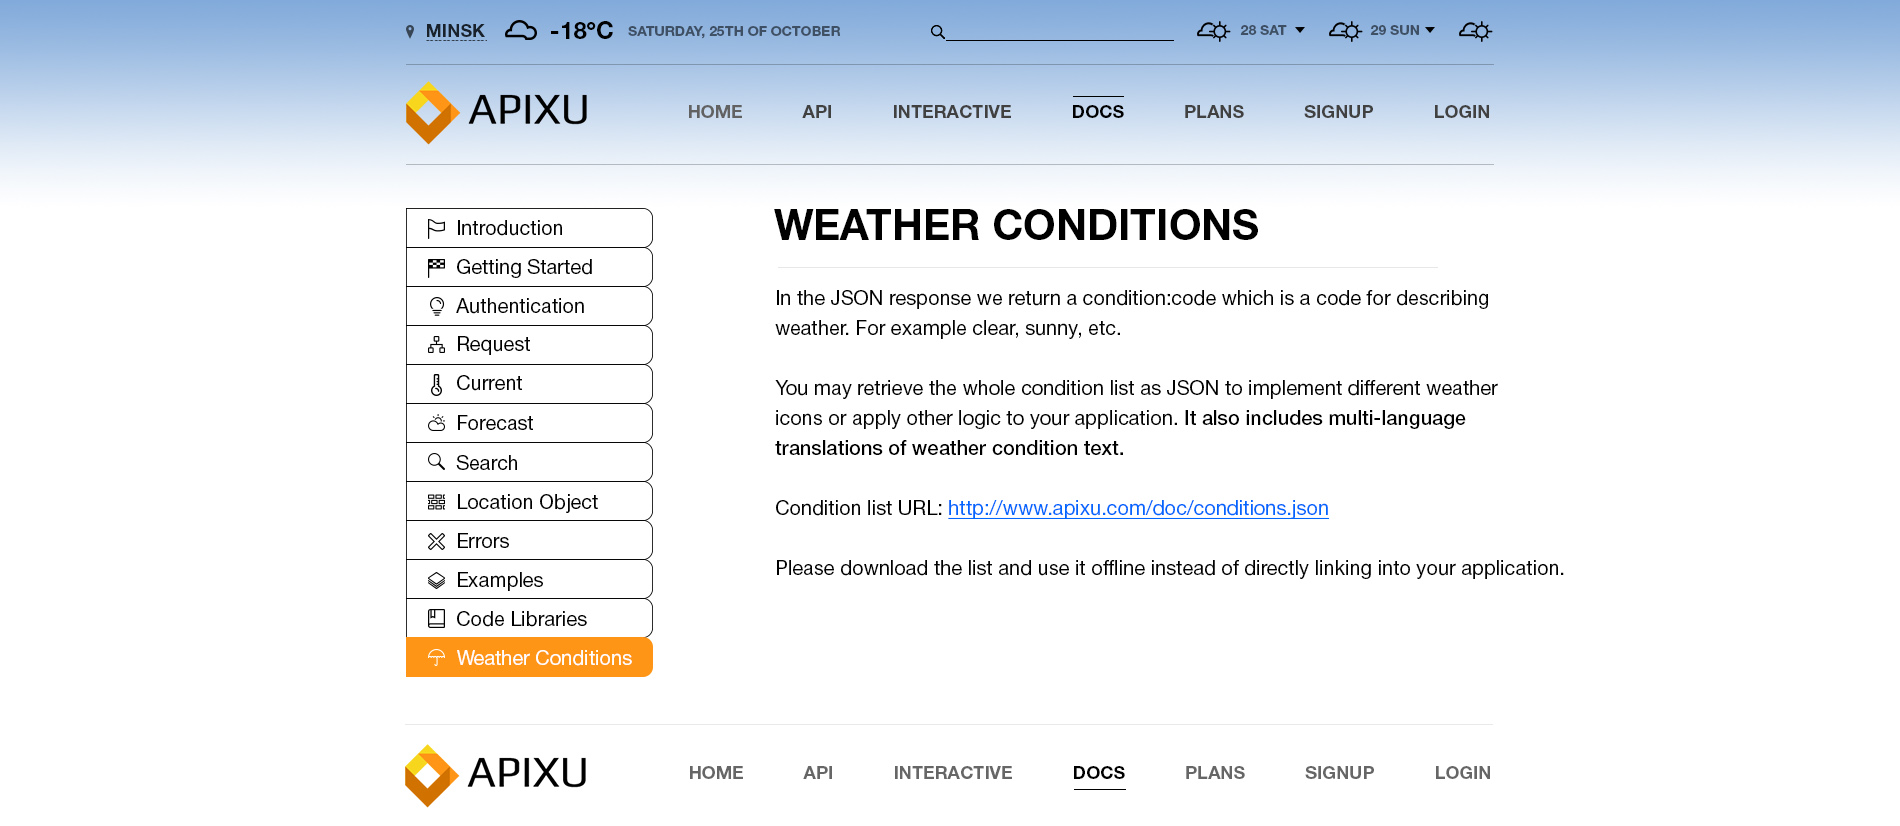 MINSK -18°C SATURDAY, 25TH OF OCTOBER 28 SAT 29 SUN
APIXU HOME API INTERACTIVE DOCS PLANS SIGNUP LOGIN
Introduction
Getting Started
Authentication
Request
Current
Forecast
Search
Location Object
Errors
Examples
Code Libraries
Weather Conditions
WEATHER CONDITIONS
In the JSON response we return a condition:code which is a code for describing
weather. For example clear, sunny, etc.
You may retrieve the whole condition list as JSON to implement different weather
icons or apply other logic to your application. It also includes multi-language
translations of weather condition text.
Condition list URL: http://www.apixu.com/doc/conditions.json
Please download the list and use it offline instead of directly linking into your application.
APIXU HOME API INTERACTIVE DOCS PLANS SIGNUP LOGIN